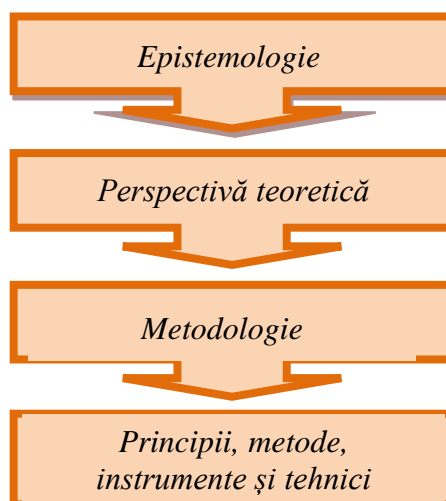 Epistemologie
Perspectivă teoretică
Metodologie
Principii, metode,
instrumente și tehnici